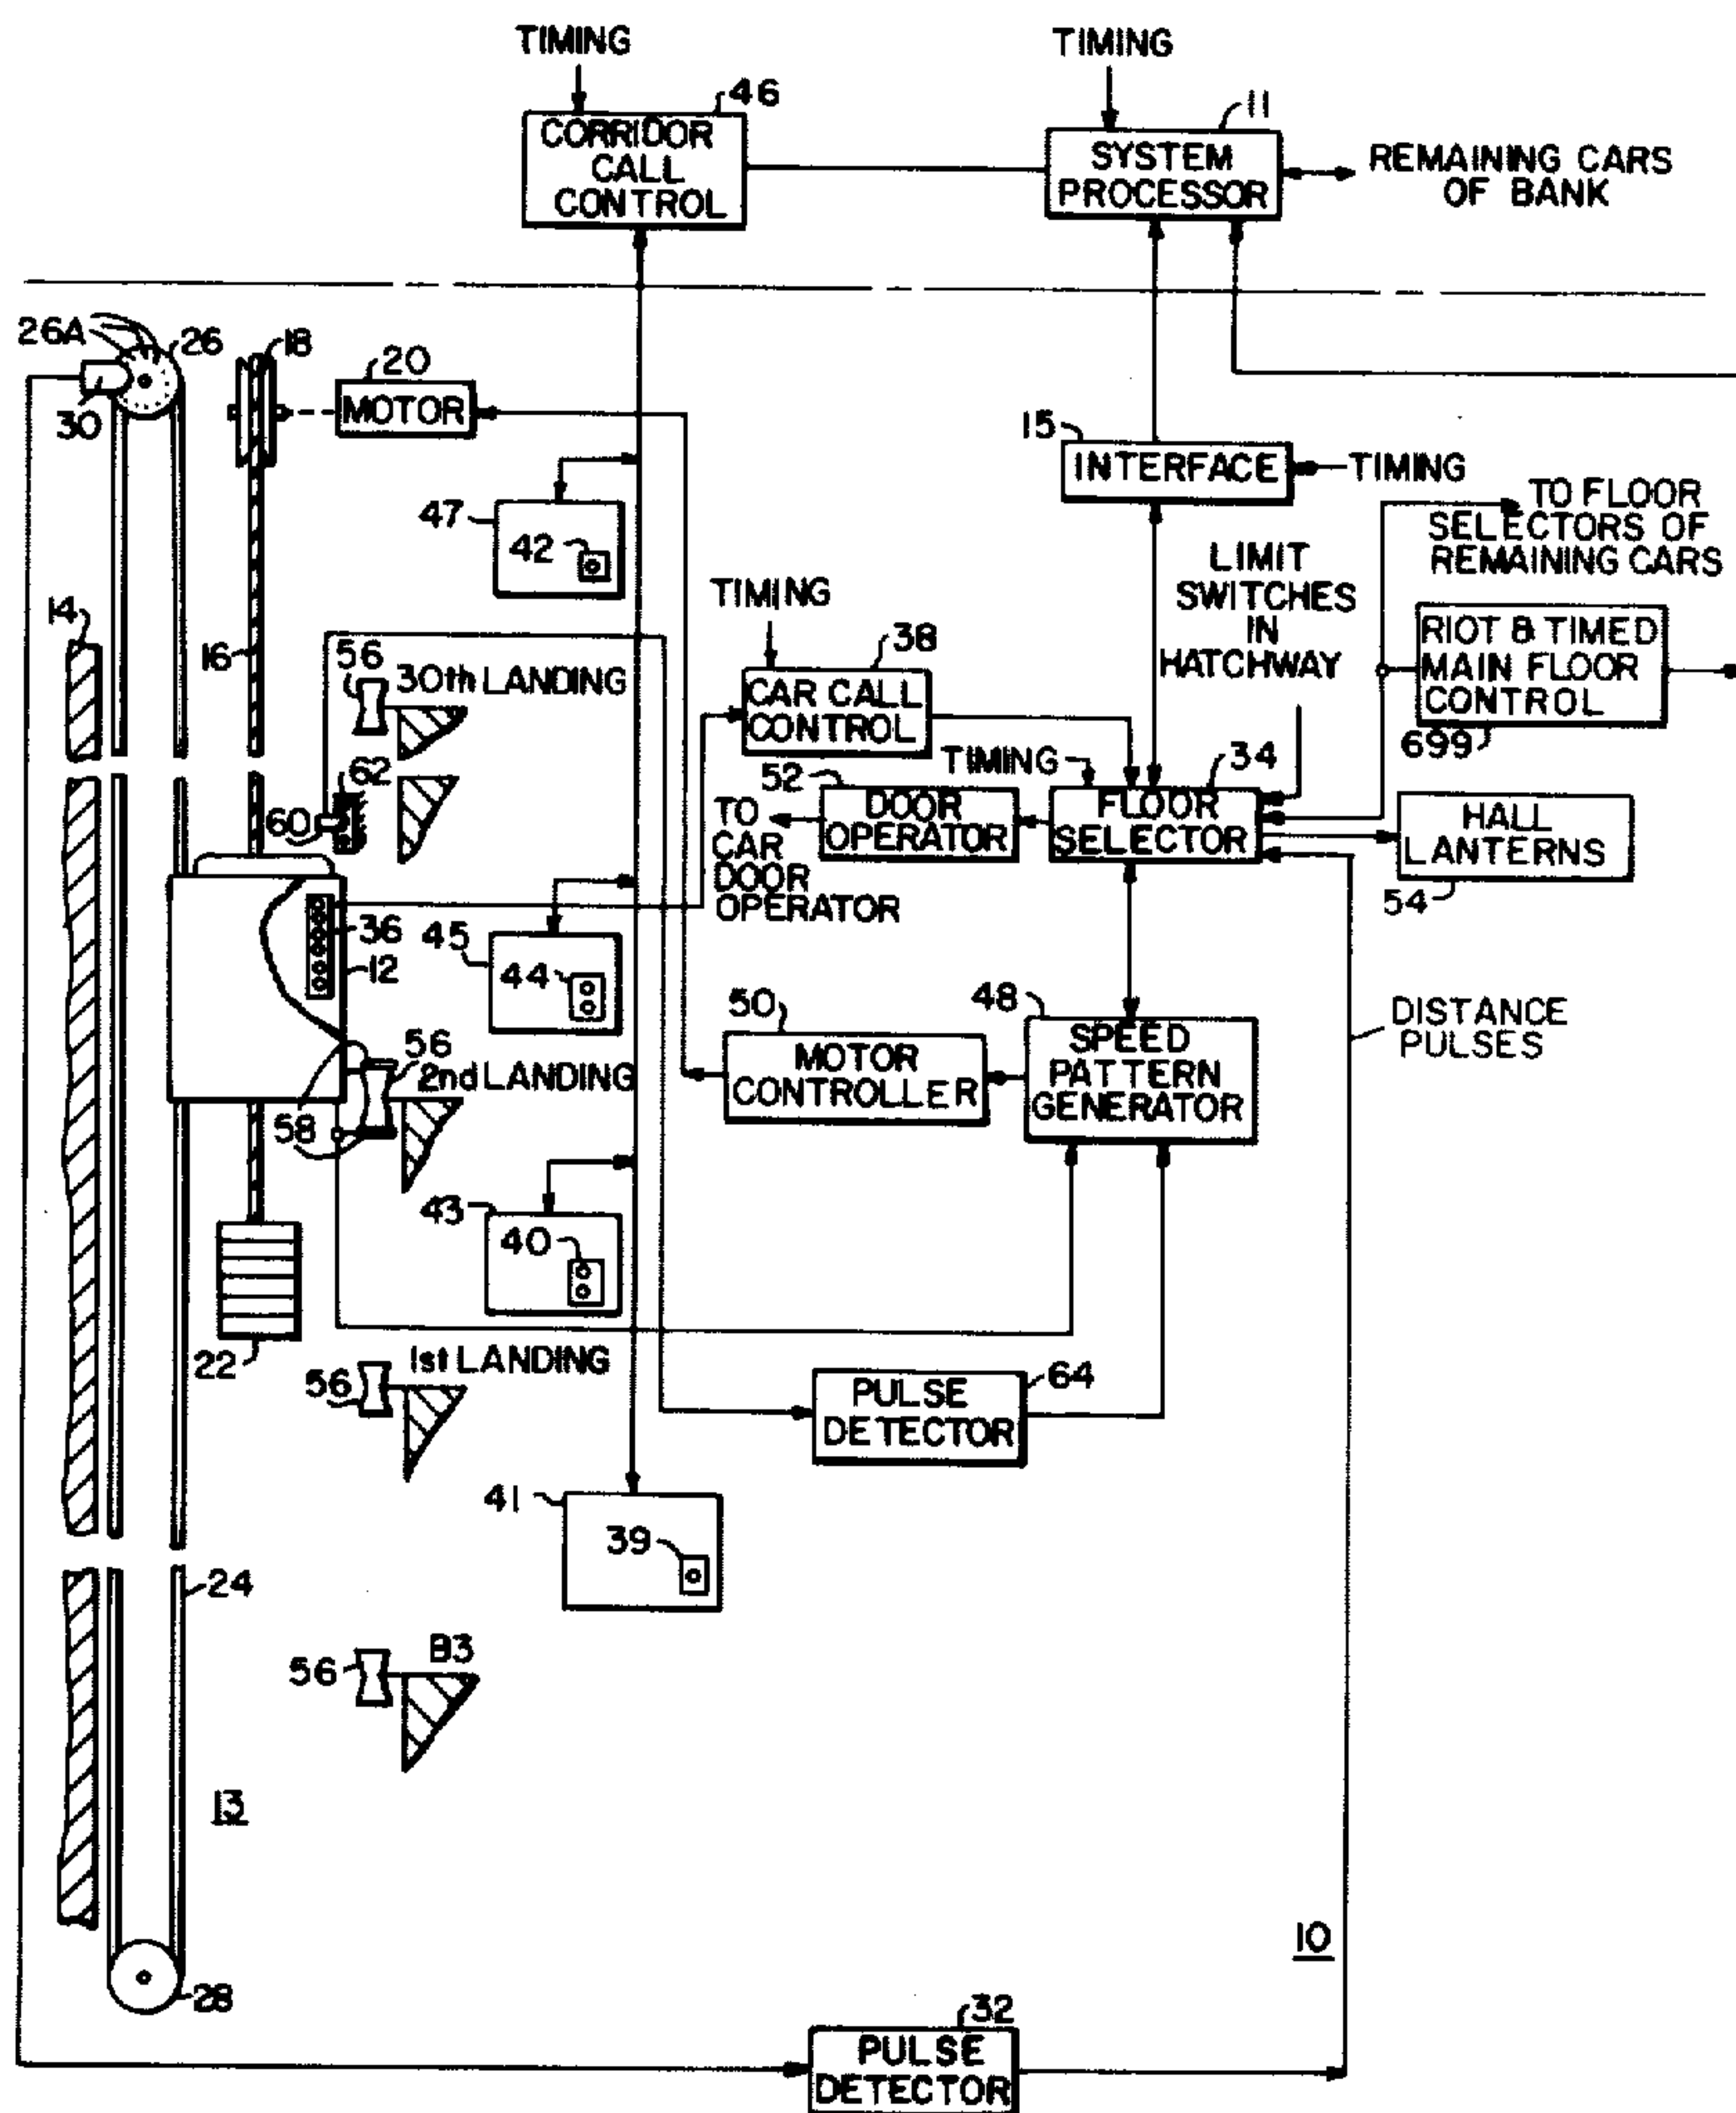 TIMING
TIMING
46
11
CORRIDOR
CALL
CONTROL
SYSTEM
PROCESSOR
REMAINING CARS
OF BANK
26A
26
18
20
MOTOR
30
15
INTERFACE
TIMING
47
42
TO FLOOR
SELECTORS OF
REMAINING CARS
LIMIT
SWITCHES
IN
HATCHWAY
14
16
56
30th LANDING
TIMING
38
CAR CALL
CONTROL
RIOT & TIMED
MAIN FLOOR
CONTROL
699
62
60
TIMING
34
52
DOOR
OPERATOR
FLOOR
SELECTOR
TO
CAR
DOOR
OPERATOR
HALL
LANTERNS
54
36
12
45
44
50
48
MOTOR
CONTROLLER
SPEED
PATTERN
GENERATOR
DISTANCE
PULSES
56
2nd LANDING
58
43
40
22
1st LANDING
56
64
PULSE
DETECTOR
41
39
24
56
B3
13
10
28
32
PULSE
DETECTOR